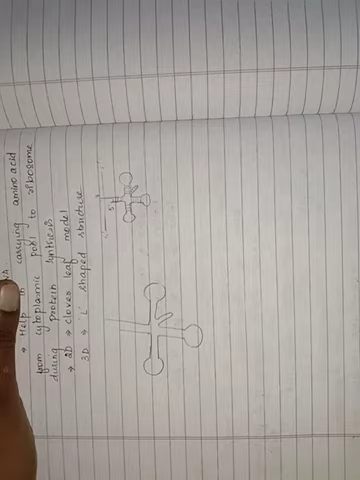 → Help in carrying amino acid
from cytoplasmic pool to ribosome
during protein synthesis
→ 2D → clover leaf model
3D → 'L' shaped structure